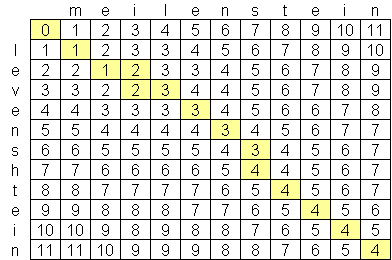 m e i l e n s t e i n
0 1 2 3 4 5 6 7 8 9 10 11
l 1 1 2 3 3 4 5 6 7 8 9 10
e 2 2 1 2 3 3 4 5 6 7 8 9
v 3 3 2 2 3 4 4 5 6 7 8 9
e 4 4 3 3 3 3 4 5 6 6 7 8
n 5 5 4 4 4 4 3 4 5 6 7 7
s 6 6 5 5 5 5 4 3 4 5 6 7
h 7 7 6 6 6 6 5 4 4 5 6 7
t 8 8 7 7 7 7 6 5 4 5 6 7
e 9 9 8 8 8 7 7 6 5 4 5 6
i 10 10 9 8 9 8 8 7 6 5 4 5
n 11 11 10 9 9 9 8 8 7 6 5 4